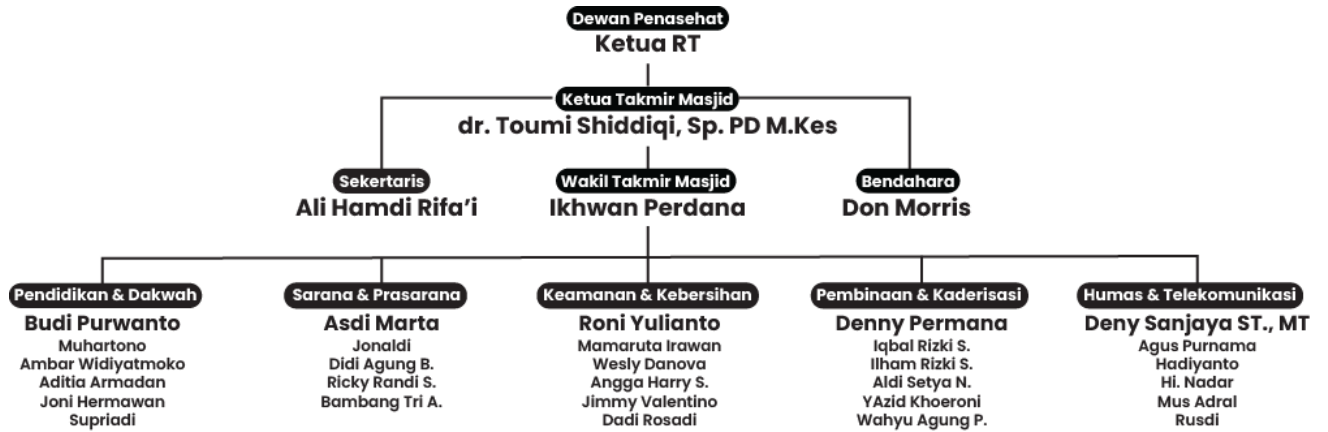 Dewan Penasehat
Ketua RT
Ketua Takmir Masjid
dr. Toumi Shiddiqi, Sp. PD M.Kes
Sekertaris
Ali Hamdi Rifa’i
Wakil Takmir Masjid
Ikhwan Perdana
Bendahara
Don Morris
Pendidikan & Dakwah
Budi Purwanto
Muhartono
Ambar Widiyatmoko
Aditia Armadan
Joni Hermawan
Supriadi
Sarana & Prasarana
Asdi Marta
Jonaldi
Didi Agung B.
Ricky Randi S.
Bambang Tri A.
Keamanan & Kebersihan
Roni Yulianto
Mamaruta Irawan
Wesly Danova
Angga Harry S.
Jimmy Valentino
Dadi Rosadi
Pembinaan & Kaderisasi
Denny Permana
Iqbal Rizki S.
Ilham Rizki S.
Aldi Setya N.
YAzid Khoeroni
Wahyu Agung P.
Humas & Telekomunikasi
Deny Sanjaya ST., MT
Agus Purnama
Hadiyanto
Hi. Nadar
Mus Adral
Rusdi